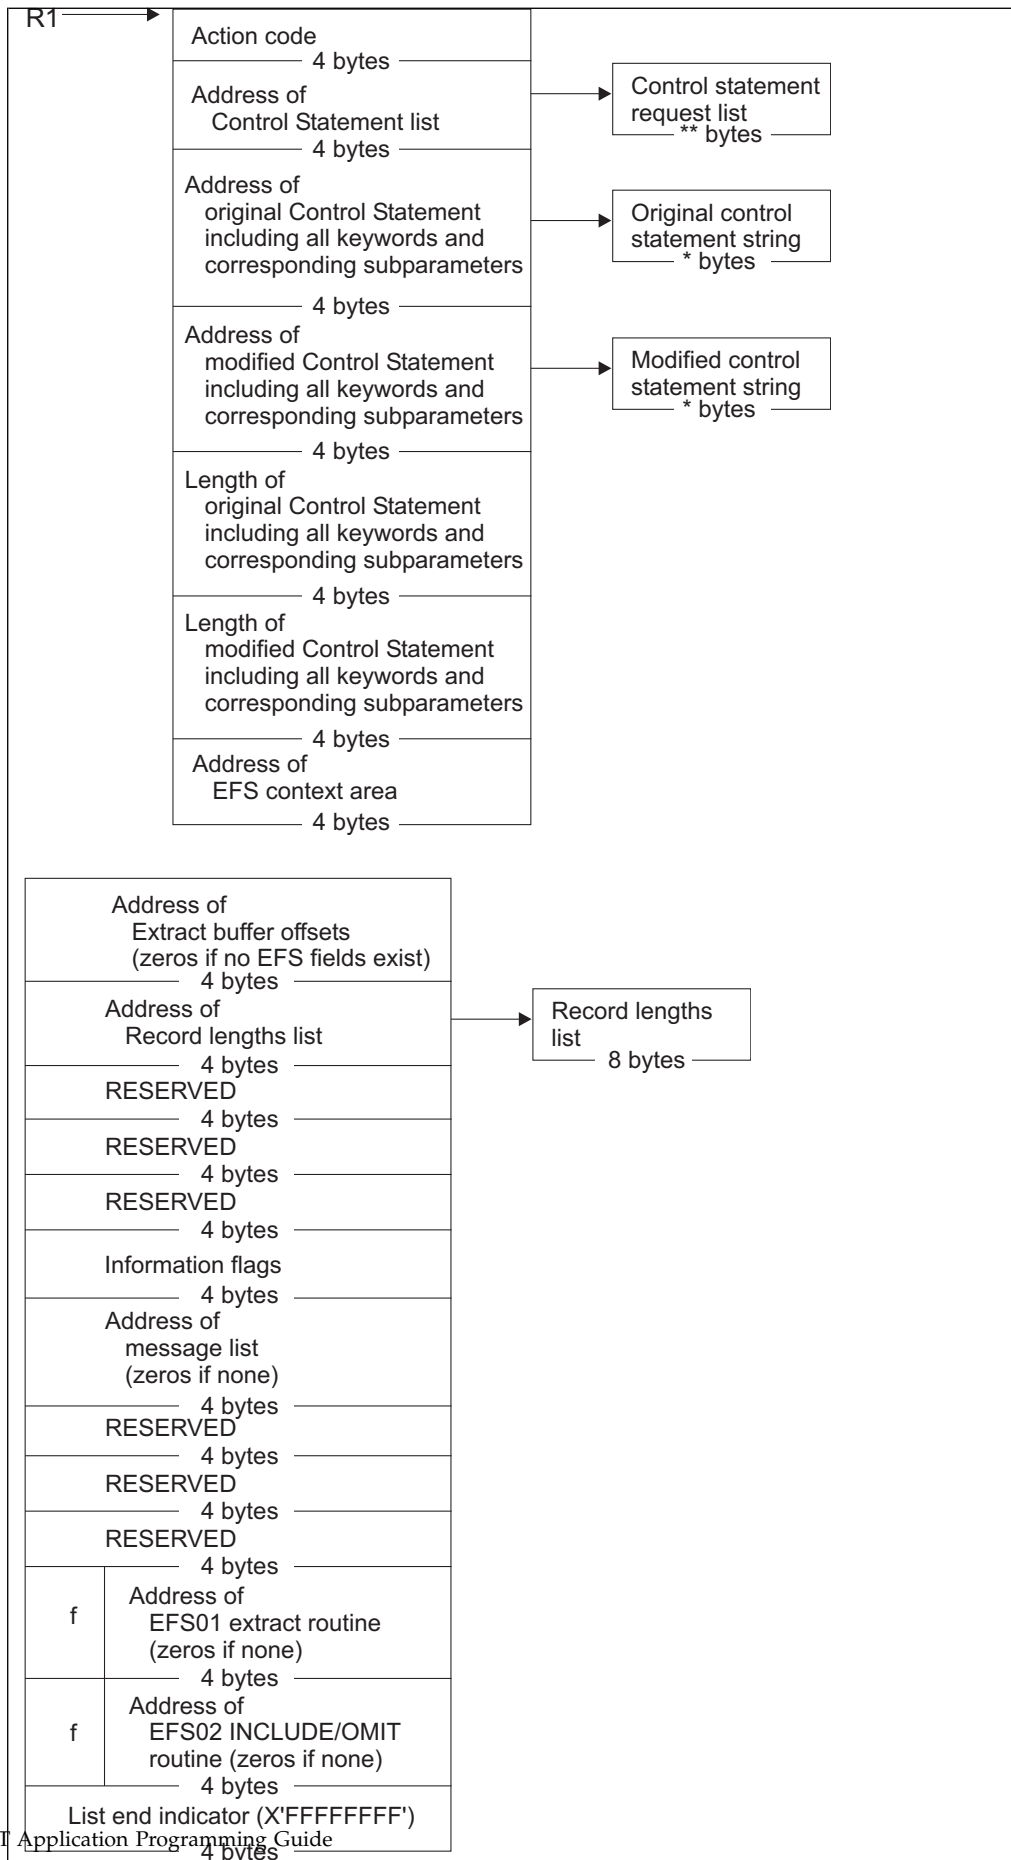 R1
Action code
4 bytes
Address of
Control Statement list
4 bytes
Control statement
request list
** bytes
Address of
original Control Statement
including all keywords and
corresponding subparameters
4 bytes
Original control
statement string
* bytes
Address of
modified Control Statement
including all keywords and
corresponding subparameters
4 bytes
Modified control
statement string
* bytes
Length of
original Control Statement
including all keywords and
corresponding subparameters
4 bytes
Length of
modified Control Statement
including all keywords and
corresponding subparameters
4 bytes
Address of
EFS context area
4 bytes
Address of
Extract buffer offsets
(zeros if no EFS fields exist)
4 bytes
Address of
Record lengths list
4 bytes
Record lengths
list
8 bytes
RESERVED
4 bytes
RESERVED
4 bytes
RESERVED
4 bytes
Information flags
4 bytes
Address of
message list
(zeros if none)
4 bytes
RESERVED
4 bytes
RESERVED
4 bytes
RESERVED
4 bytes
f
Address of
EFS01 extract routine
(zeros if none)
4 bytes
f
Address of
EFS02 INCLUDE/OMIT
routine (zeros if none)
4 bytes
List end indicator (X'FFFFFFFF')
T Application Programming Guide
4 bytes